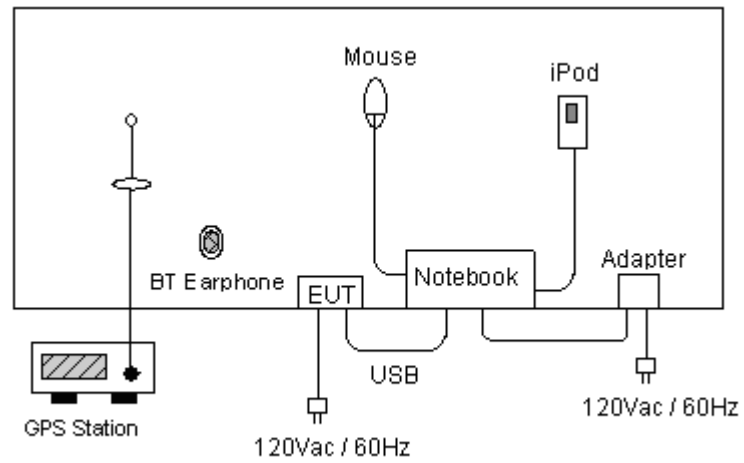 Mouse
iPod
BT Earphone
EUT
Notebook
Adapter
USB
GPS Station
120Vac / 60Hz
120Vac / 60Hz